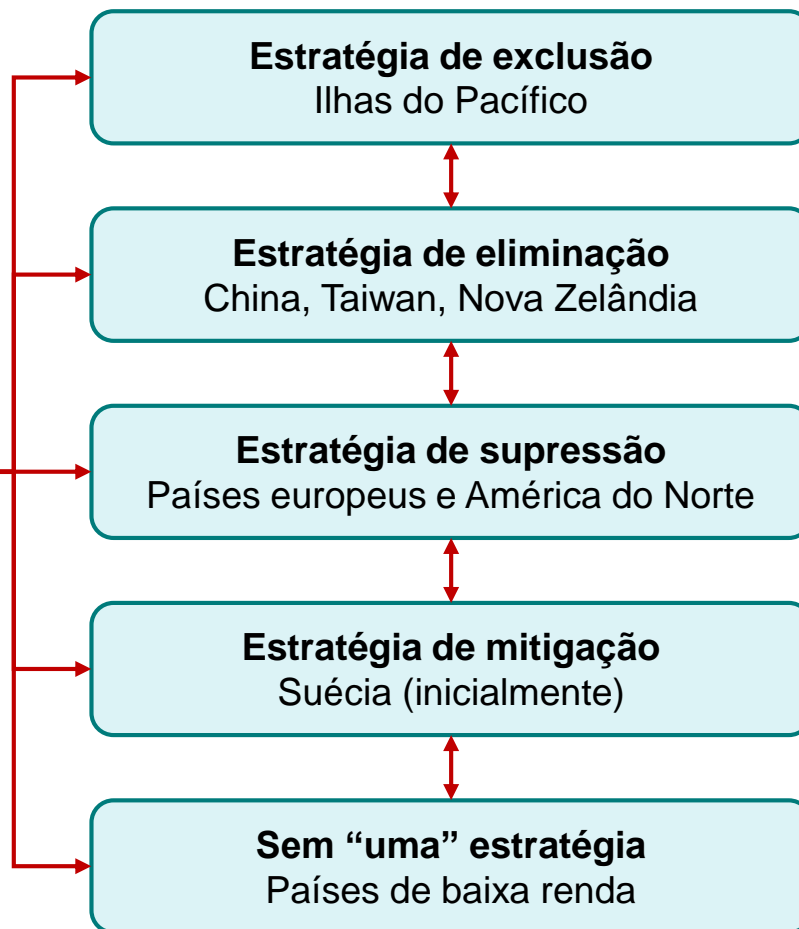 Estratégia de exclusão
Ilhas do Pacífico
Estratégia de eliminação
China, Taiwan, Nova Zelândia
Estratégia de supressão
Países europeus e América do Norte
Estratégia de mitigação
Suécia (inicialmente)
Sem “uma” estratégia
Países de baixa renda